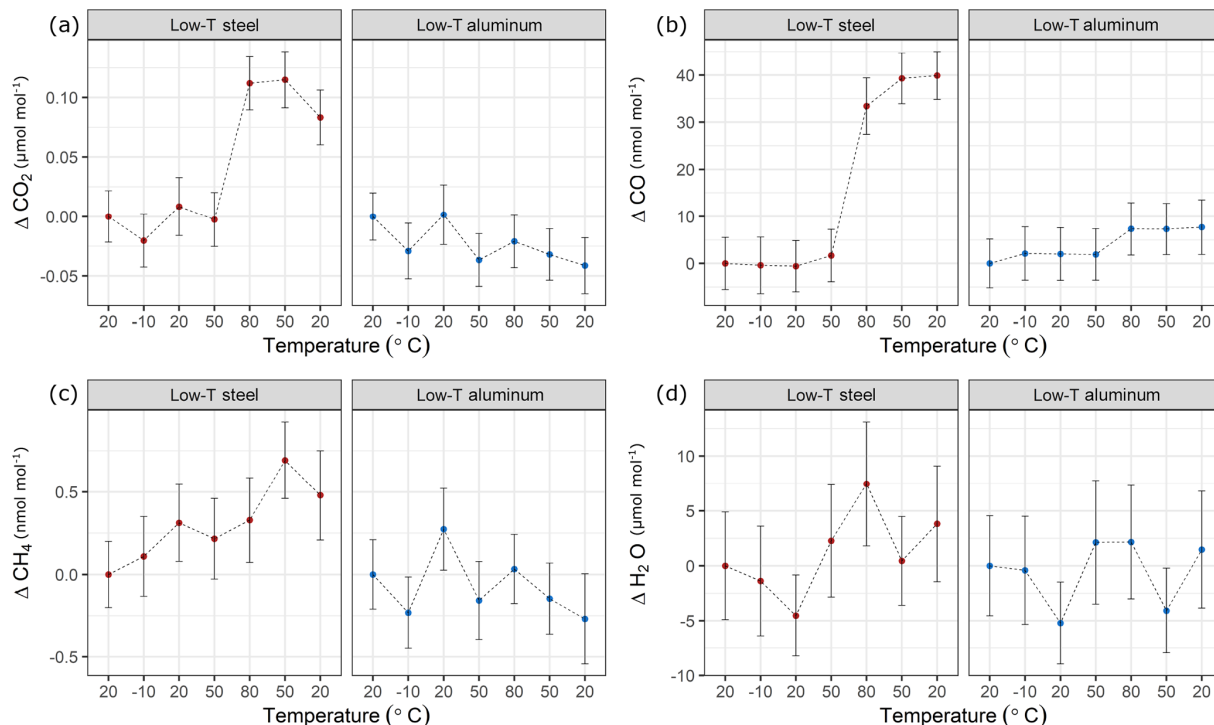 (a)
Low-T steel
Low-T aluminum
Δ CO₂ (μmol mol⁻¹)
0.10
0.05
0.00
-0.05
20 -10 20 50 80 50 20
20 -10 20 50 80 50 20
Temperature (° C)
(b)
Low-T steel
Low-T aluminum
Δ CO (nmol mol⁻¹)
40
30
20
10
0
20 -10 20 50 80 50 20
20 -10 20 50 80 50 20
Temperature (° C)
(c)
Low-T steel
Low-T aluminum
Δ CH₄ (nmol mol⁻¹)
0.5
0.0
-0.5
20 -10 20 50 80 50 20
20 -10 20 50 80 50 20
Temperature (° C)
(d)
Low-T steel
Low-T aluminum
Δ H₂ O (μmol mol⁻¹)
10
5
0
-5
-10
20 -10 20 50 80 50 20
20 -10 20 50 80 50 20
Temperature (° C)